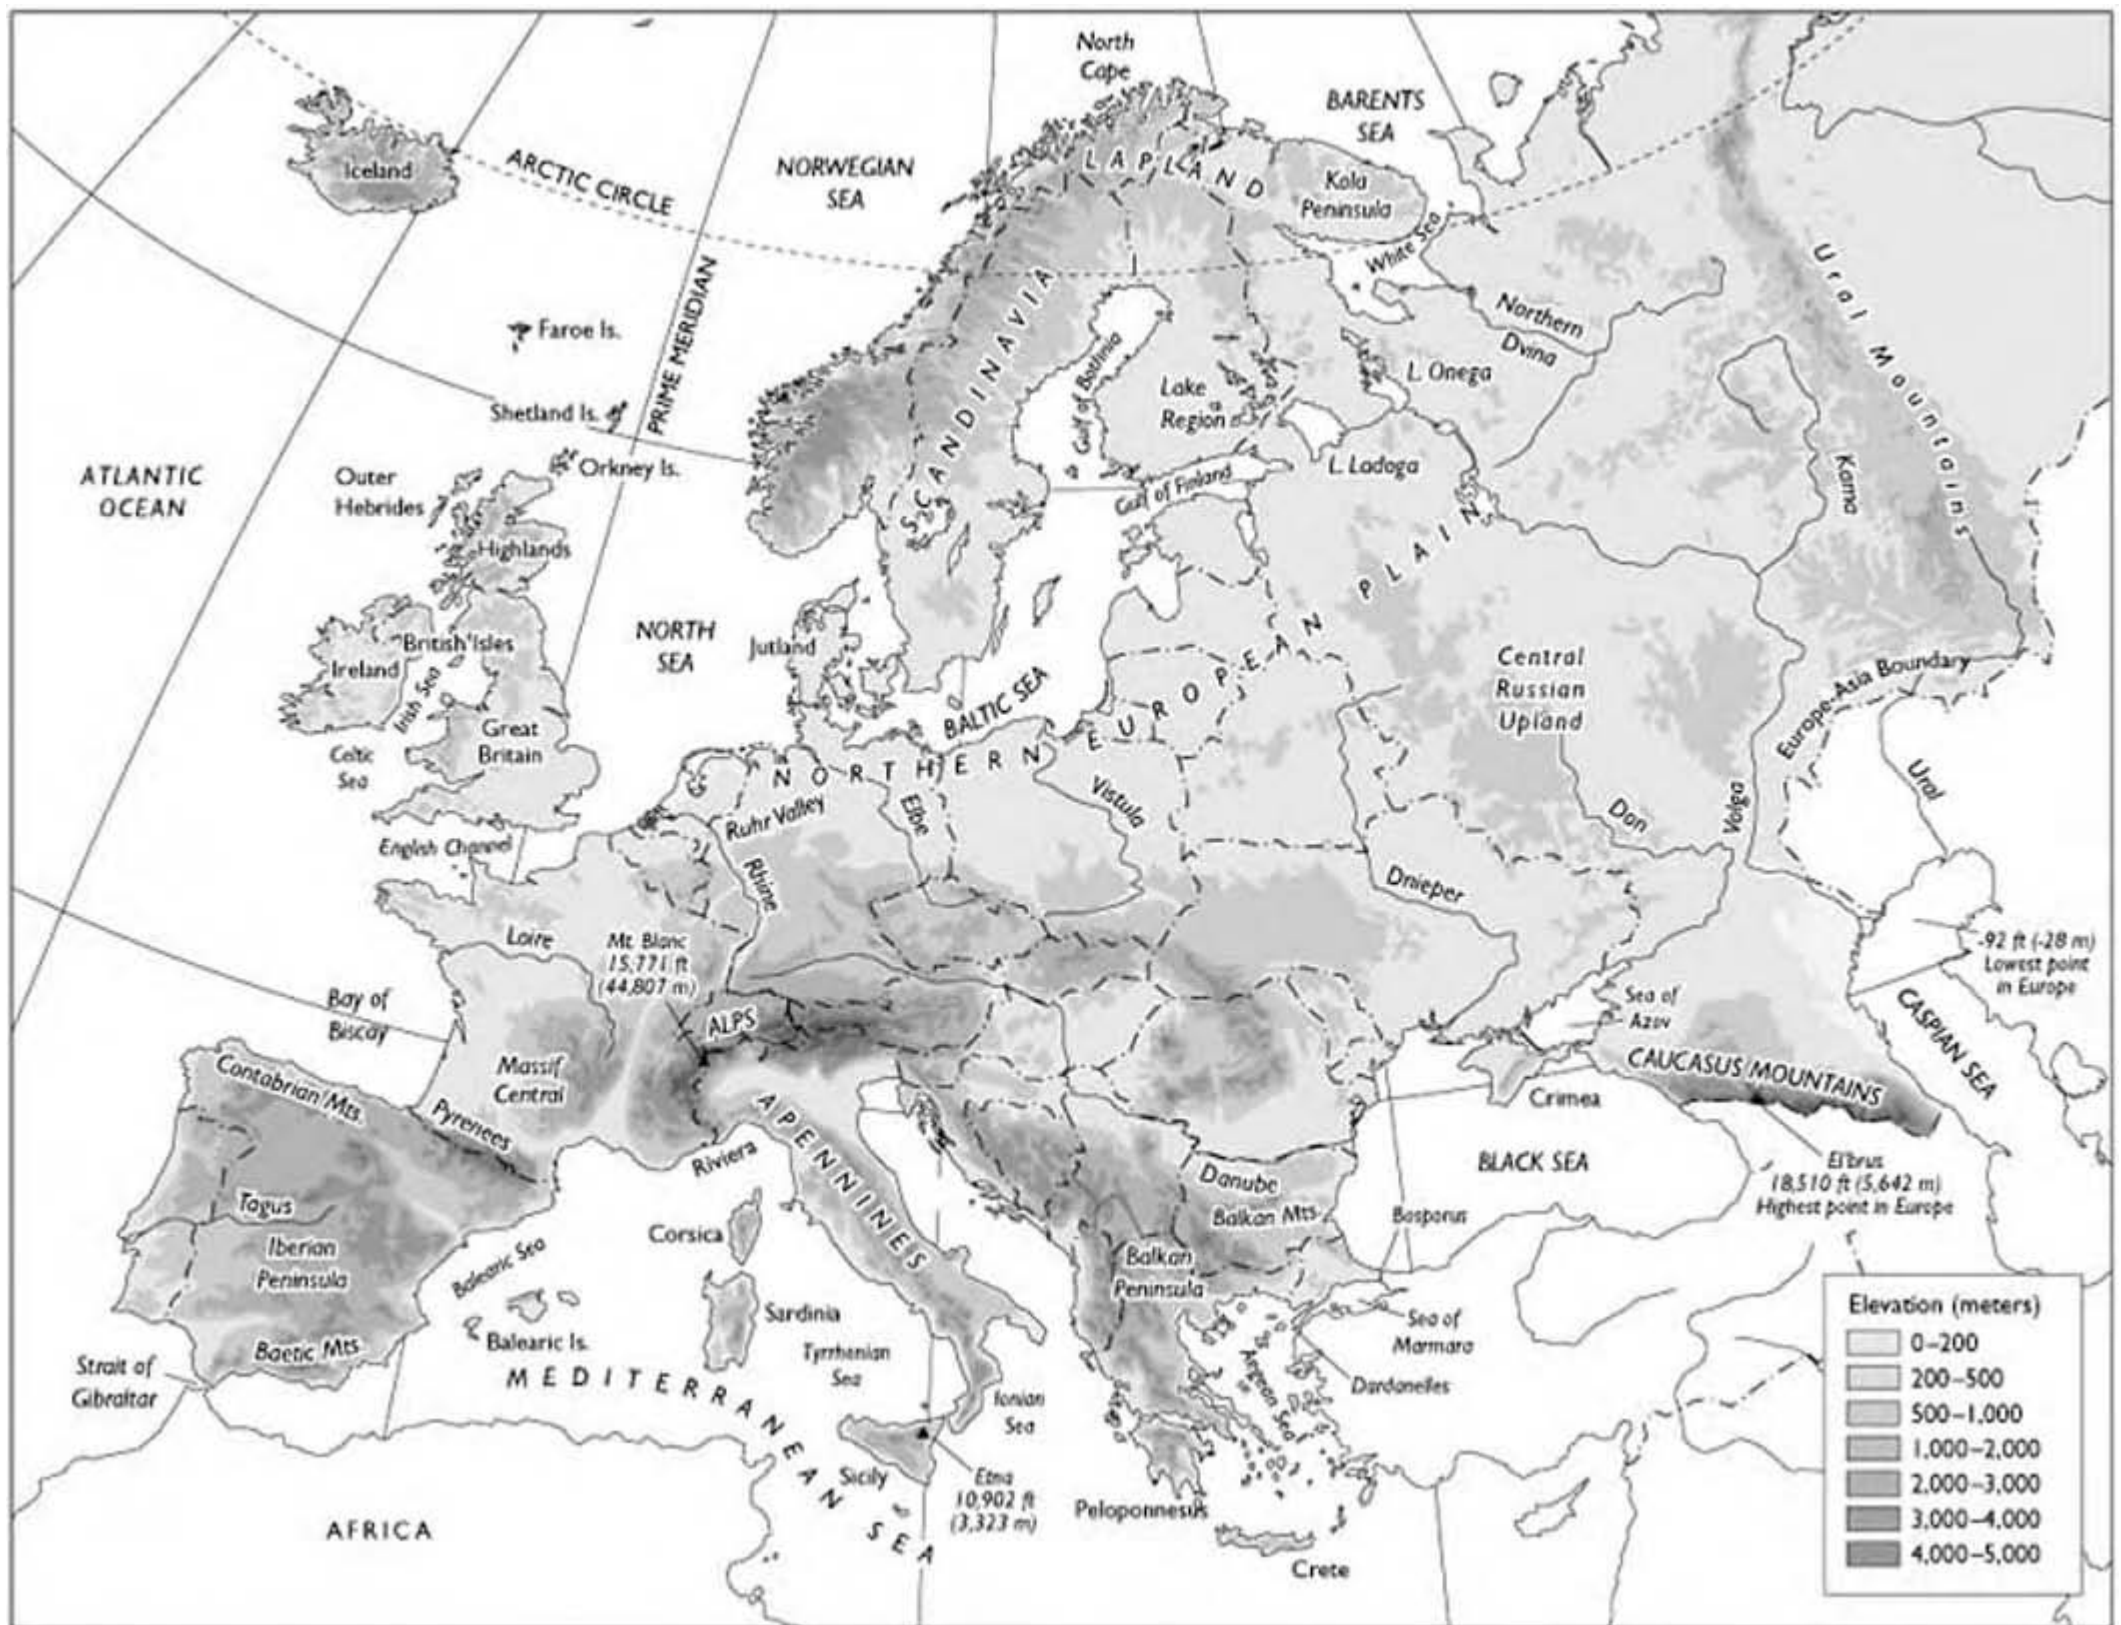 North
Cape
BARENTS
SEA
Iceland
ARCTIC CIRCLE
NORWEGIAN
SEA
LAPLAND
Kola
Peninsula
White Sea
Ural Mountains
PRIME MERIDIAN
Faroe Is.
SCANDINAVIA
Northern
Dvina
Gulf of Bothnia
L. Onega
Lake
Region
Shetland Is.
ATLANTIC
OCEAN
Outer
Hebrides
Orkney Is.
L. Ladoga
Gulf of Finland
Kama
Highlands
NORTH
SEA
Jutland
British Isles
Ireland
Irish Sea
Central
Russian
Upland
Europe-Asia Boundary
BALTIC SEA
Great
Britain
Celtic
Sea
NORTHERN EUROPEAN PLAIN
Ruhr Valley
Elbe
Vistula
Don
Volga
Ural
English Channel
Rhine
Dnieper
Loire
Mt. Blanc
15,771 ft
(44,807 m)
-92 ft (-28 m)
Lowest point
in Europe
Bay of
Biscay
ALPS
Sea of
Azov
CASPIAN SEA
Massif
Central
CAUCASUS MOUNTAINS
Cantabrian Mts.
Pyrenees
Crimea
APENNINES
Riviera
BLACK SEA
El'brus
18,510 ft (5,642 m)
Highest point in Europe
Danube
Tagus
Balkan Mts.
Bosporus
Corsica
Iberian
Peninsula
Balearic Sea
Balkan
Peninsula
Sardinia
Sea of
Marmara
Balearic Is.
Baetic Mts.
Tyrrhenian
Sea
Aegean Sea
Dardanelles
Strait of
Gibraltar
MEDITERRANEAN SEA
Ionian
Sea
Sicily
Etna
10,902 ft
(3,323 m)
Peloponnesus
AFRICA
Crete
Elevation (meters)
0–200
200–500
500–1,000
1,000–2,000
2,000–3,000
3,000–4,000
4,000–5,000